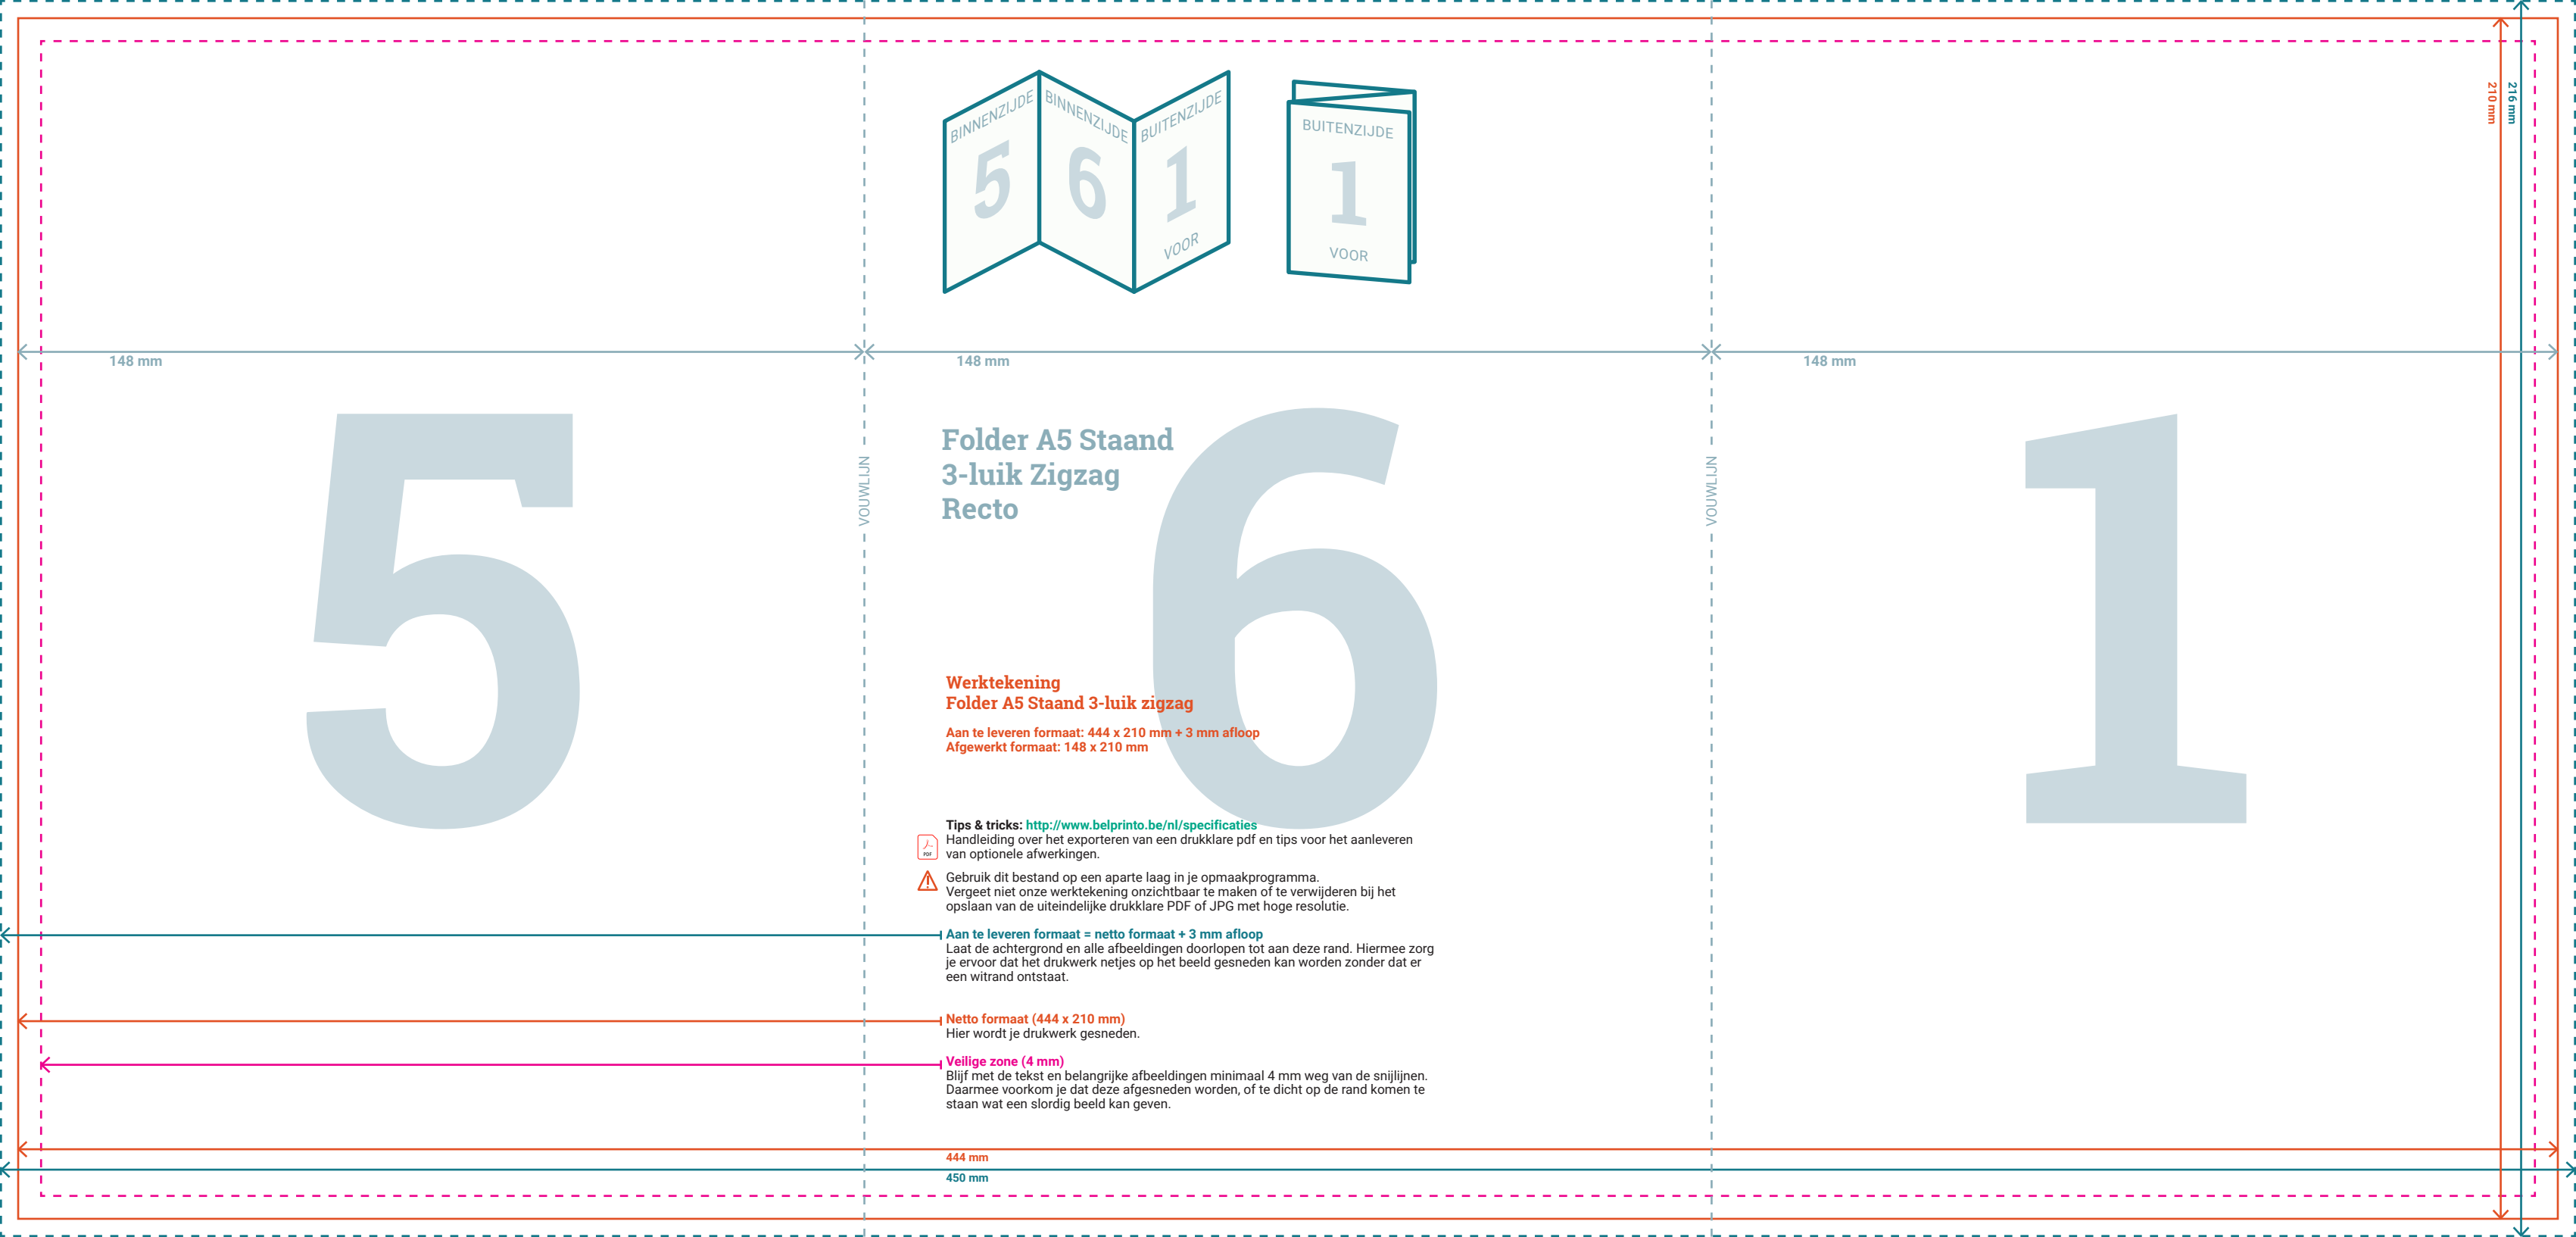 BINNENZIJDE
5
BINNENZIJDE
6
BUITENZIJDE
1
VOOR
BUITENZIJDE
1
VOOR
210 mm
216 mm
148 mm
148 mm
148 mm
5
VOUWLIJN
6
VOUWLIJN
1
Folder A5 Staand
3-luik Zigzag
Recto
Werktekening
Folder A5 Staand 3-luik zigzag
Aan te leveren formaat: 444 x 210 mm + 3 mm afloop
Afgewerkt formaat: 148 x 210 mm
Tips & tricks: http://www.belprinto.be/nl/specificaties
PDF
Handleiding over het exporteren van een drukklare pdf en tips voor het aanleveren
van optionele afwerkingen.
Gebruik dit bestand op een aparte laag in je opmaakprogramma.
Vergeet niet onze werktekening onzichtbaar te maken of te verwijderen bij het
opslaan van de uiteindelijke drukklare PDF of JPG met hoge resolutie.
Aan te leveren formaat = netto formaat + 3 mm afloop
Laat de achtergrond en alle afbeeldingen doorlopen tot aan deze rand. Hiermee zorg
je ervoor dat het drukwerk netjes op het beeld gesneden kan worden zonder dat er
een witrand ontstaat.
Netto formaat (444 x 210 mm)
Hier wordt je drukwerk gesneden.
Veilige zone (4 mm)
Blijf met de tekst en belangrijke afbeeldingen minimaal 4 mm weg van de snijlijnen.
Daarmee voorkom je dat deze afgesneden worden, of te dicht op de rand komen te
staan wat een slordig beeld kan geven.
444 mm
450 mm